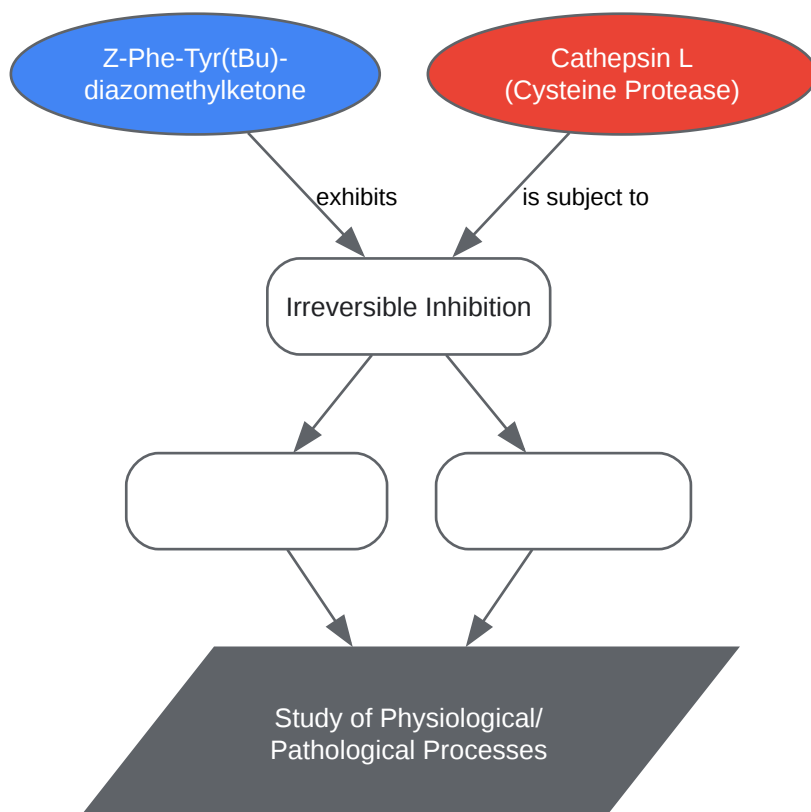 Z-Phe-Tyr(tBu)-
diazomethylketone
Cathepsin L
(Cysteine Protease)
exhibits
is subject to
Irreversible Inhibition
Study of Physiological/
Pathological Processes